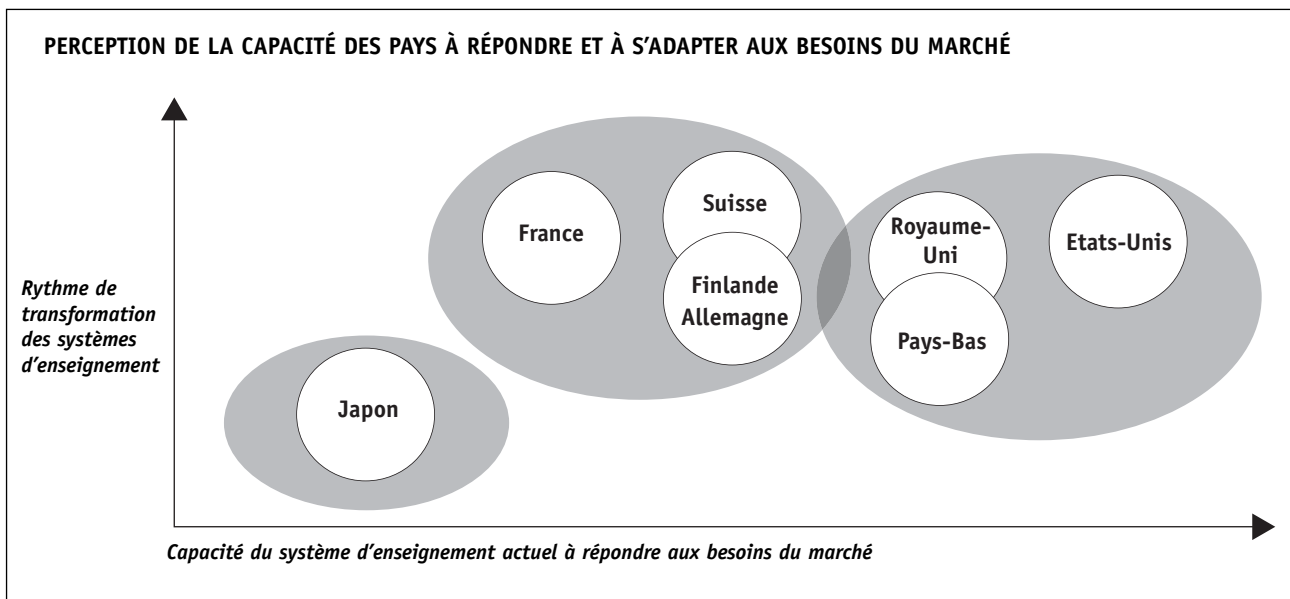 PERCEPTION DE LA CAPACITÉ DES PAYS À RÉPONDRE ET À S'ADAPTER AUX BESOINS DU MARCHÉ
Rythme de
transformation
des systèmes
d'enseignement
France
Suisse
Finlande
Allemagne
Royaume-
Uni
Pays-Bas
Etats-Unis
Japon
Capacité du système d'enseignement actuel à répondre aux besoins du marché